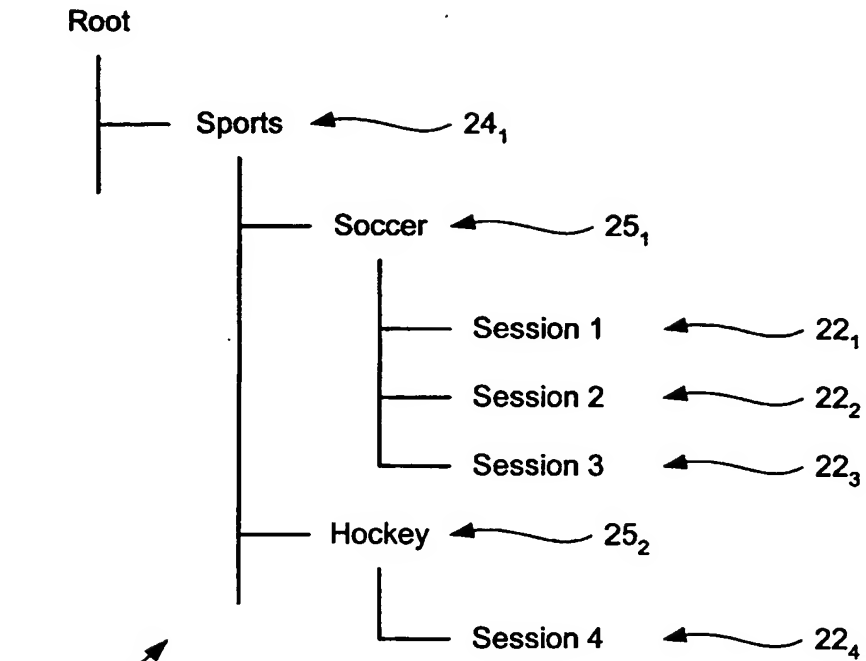 Root
Sports 24₁
Soccer 25₁
Session 1 22₁
Session 2 22₂
Session 3 22₃
Hockey 25₂
Session 4 22₄